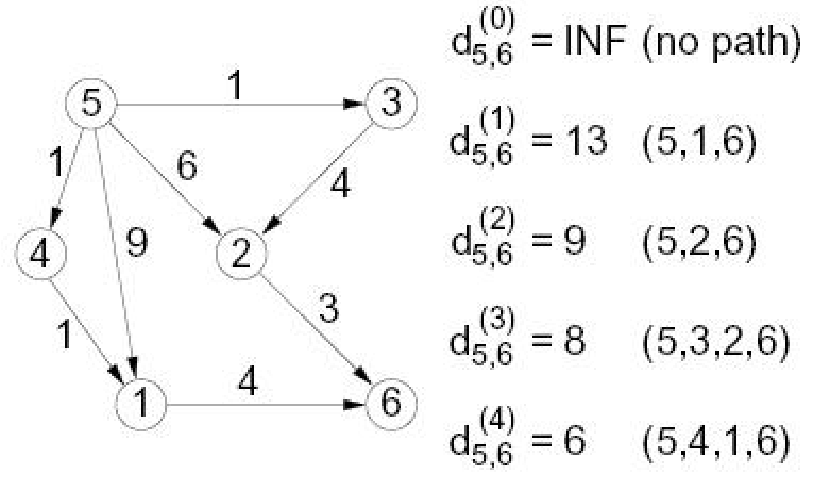 d5,6(0) = INF (no path)
d5,6(1) = 13 (5,1,6)
d5,6(2) = 9 (5,2,6)
d5,6(3) = 8 (5,3,2,6)
d5,6(4) = 6 (5,4,1,6)
1
5
3
1
6
4
4
9
2
1
3
1
4
6